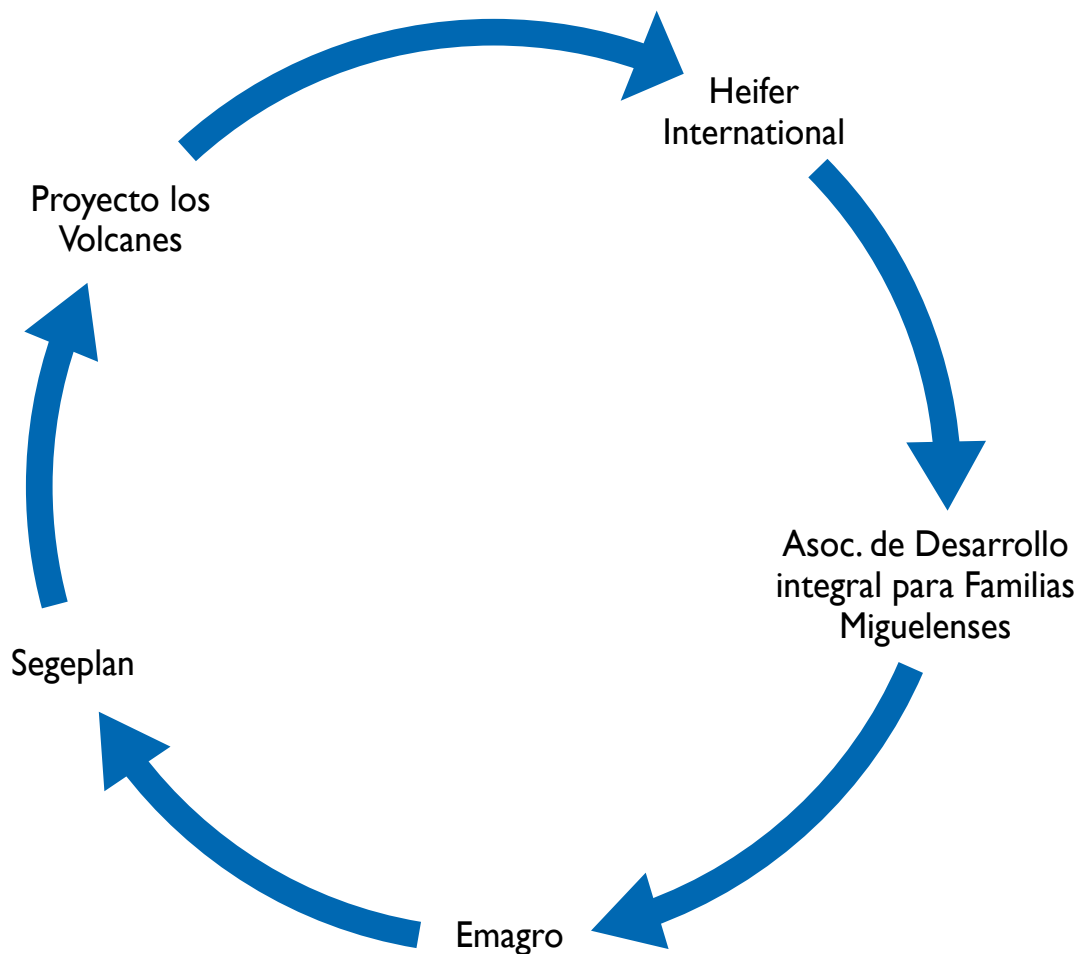 Heifer
International
Proyecto los
Volcanes
Asoc. de Desarrollo
integral para Familias
Miguelenses
Segeplan
Emagro